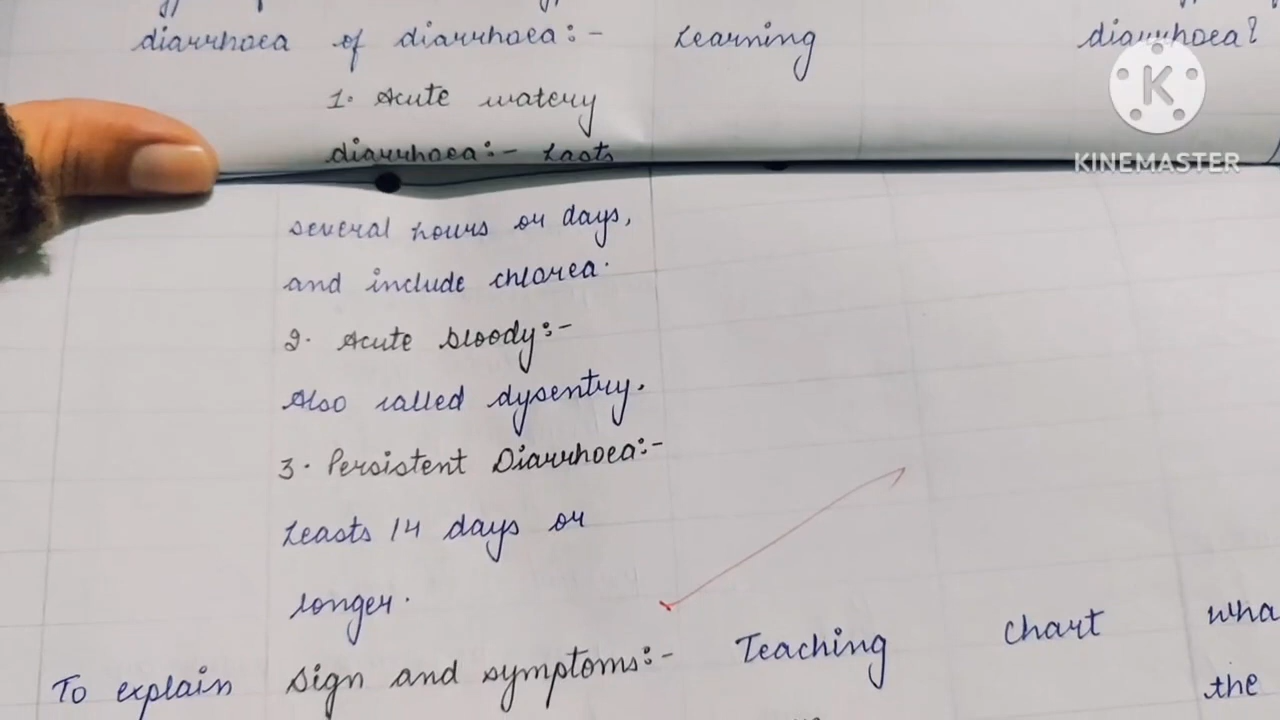 diarrhoea of diarrhoea:- Learning diarrhoea?
1. Acute watery
diarrhoea:- Lasts
several hours or days,
and include chlorea.
2. Acute bloody:-
Also called dysentry.
3. Persistent Diarrhoea:-
Leasts 14 days or
longer.
To explain Sign and symptoms:- Teaching chart wha
the
KINEMASTER